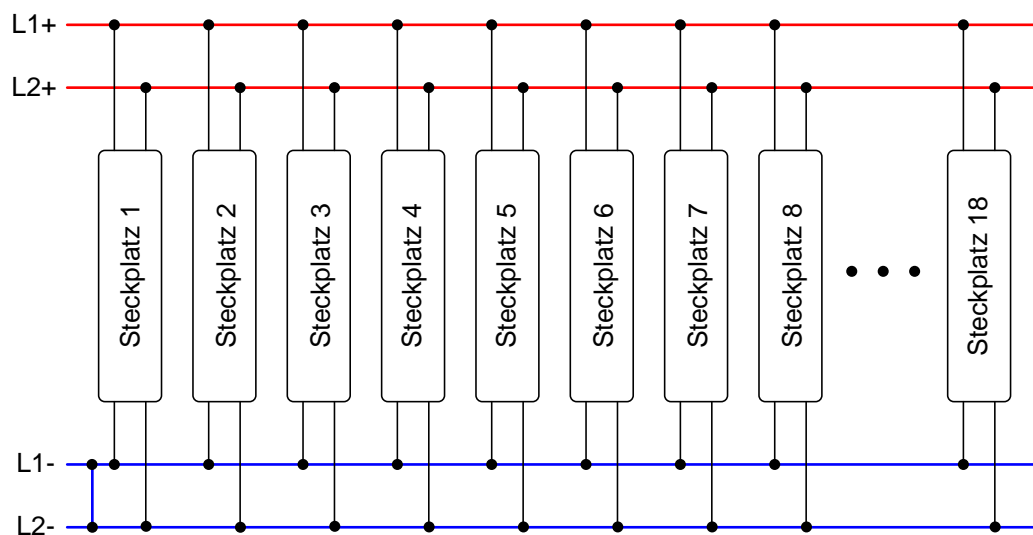 L1+
L2+
Steckplatz 1
Steckplatz 2
Steckplatz 3
Steckplatz 4
Steckplatz 5
Steckplatz 6
Steckplatz 7
Steckplatz 8
Steckplatz 18
L1-
L2-